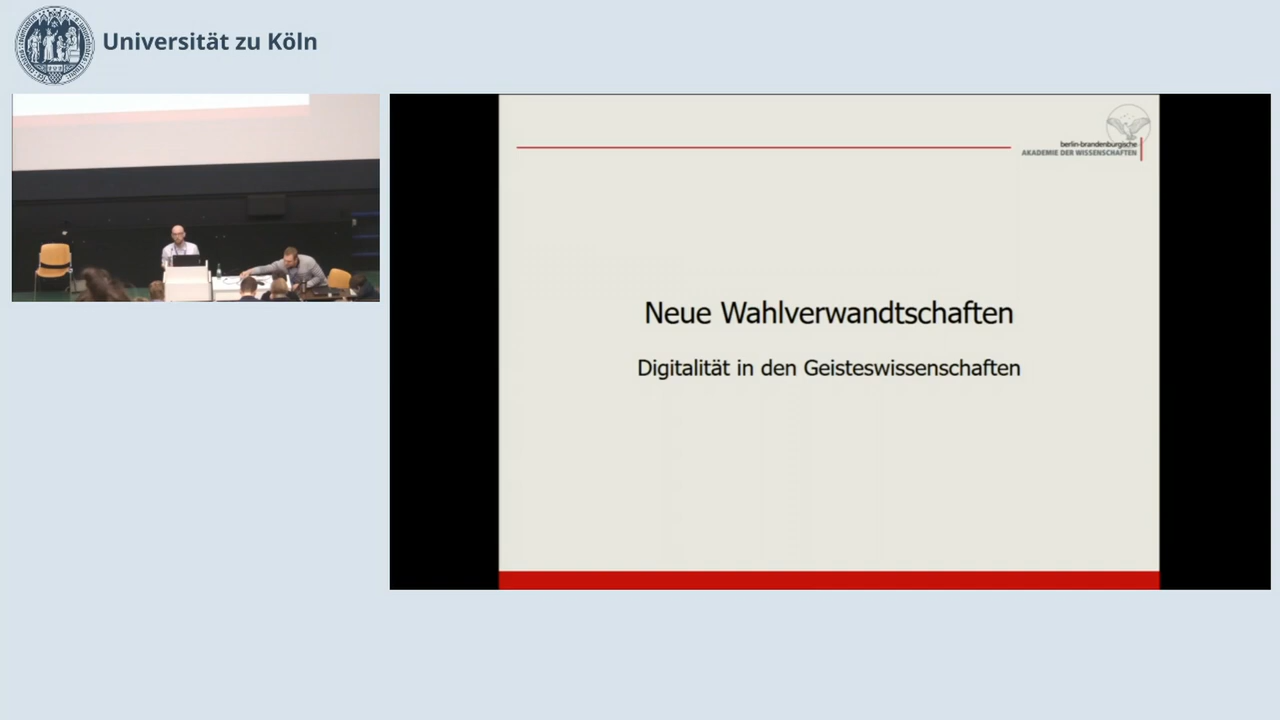 Universität zu Köln
berlin-brandenburgische
AKADEMIE DER WISSENSCHAFTEN
Neue Wahlverwandtschaften
Digitalität in den Geisteswissenschaften